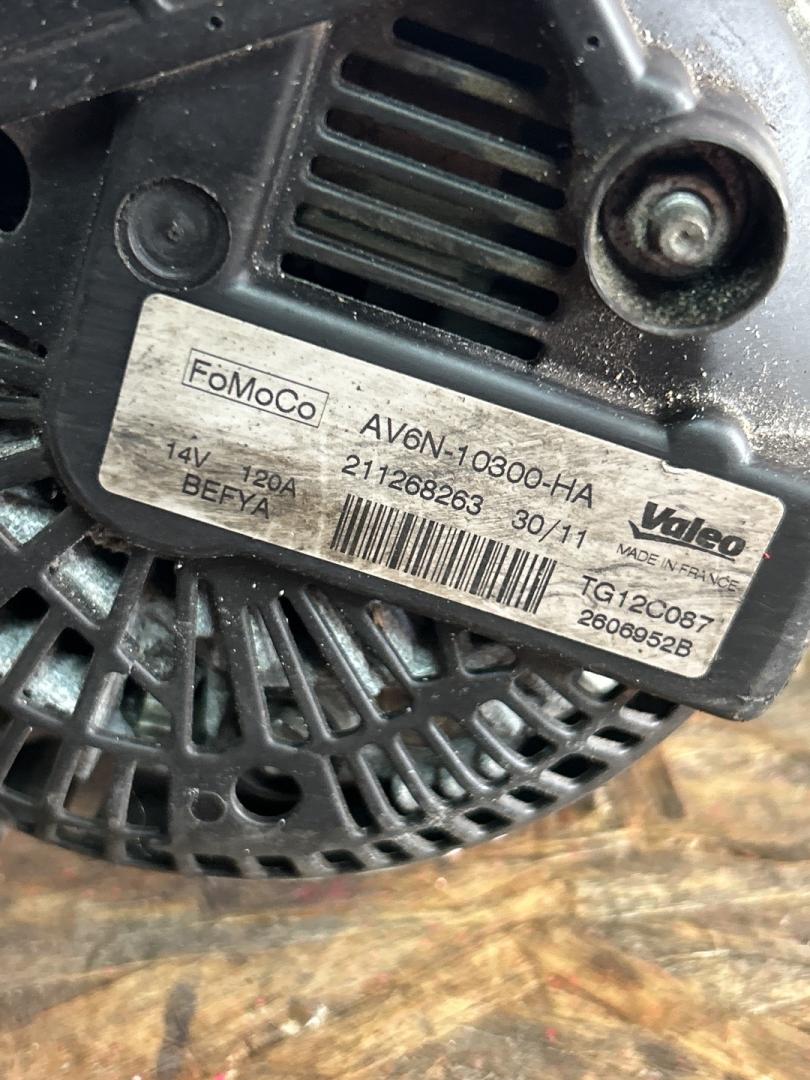 FoMoCo
AV6N-10300-HA
14V 120A
211268263 30/11
BEFYA
Valeo
MADE IN FRANCE
TG12C087
2606952B